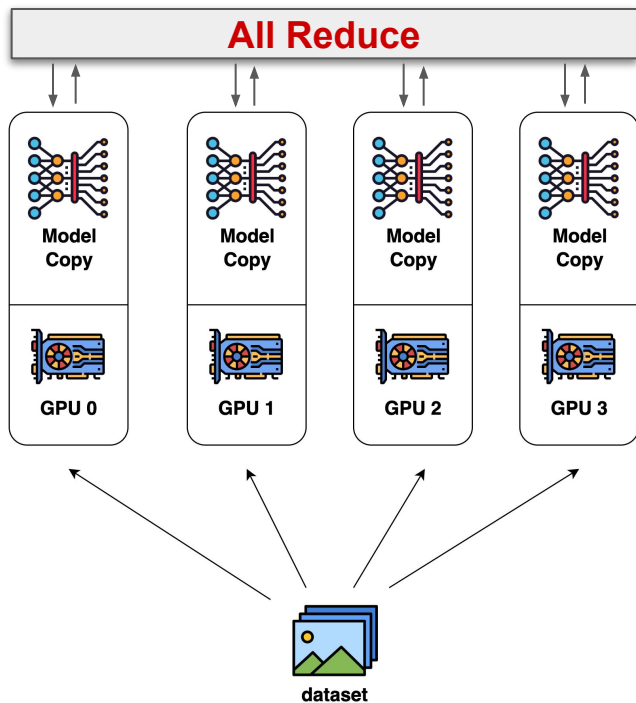 All Reduce
Model
Copy
Model
Copy
Model
Copy
Model
Copy
GPU 0
GPU 1
GPU 2
GPU 3
dataset